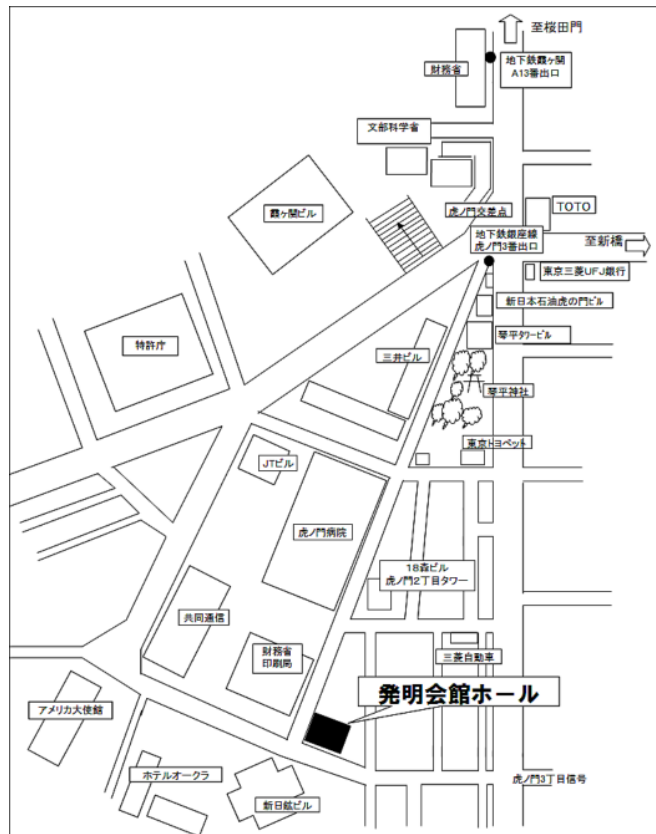 至桜田門
地下鉄霞ヶ関
A13番出口
財務省
文部科学省
霞ヶ関ビル
虎ノ門交差点
TOTO
地下鉄銀座線
虎ノ門3番出口
至新橋
東京三菱UFJ銀行
新日本石油虎の門ビル
特許庁
琴平タワービル
三井ビル
琴平神社
東京トヨペット
JTビル
虎ノ門病院
18森ビル
虎ノ門2丁目タワー
共同通信
財務省
印刷局
三菱自動車
発明会館ホール
アメリカ大使館
ホテルオークラ
虎ノ門3丁目信号
新日鉱ビル